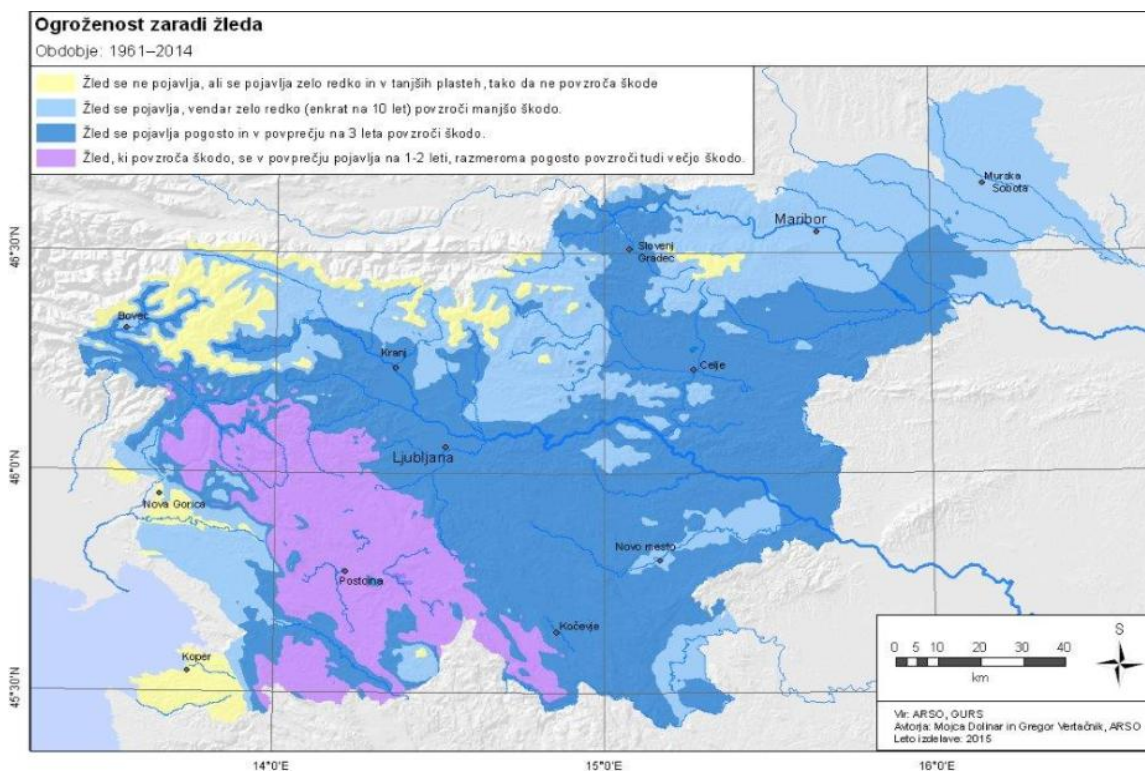 Ogroženost zaradi žleda
Obdobje: 1961–2014
Žled se ne pojavlja, ali se pojavlja zelo redko in v tanjših plasteh, tako da ne povzroča škode
Žled se pojavlja, vendar zelo redko (enkrat na 10 let) povzroči manjšo škodo.
Žled se pojavlja pogosto in v povprečju na 3 leta povzroči škodo.
Žled, ki povzroča škodo, se v povprečju pojavlja na 1-2 leti, razmeroma pogosto povzroči tudi večjo škodo.
Murska
Sobota
Maribor
46°30'N
Slovenj
Gradec
Bovec
Kranj
Celje
Ljubljana
46°0'N
Nova Gorica
Novo mesto
Postojna
Kočevje
Koper
45°30'N
S
0 5 10 20 30 40
km
Vir: ARSO, GURS
Avtorja: Mojca Dolinar in Gregor Vertačnik, ARSO
Leto izdelave: 2015
14°0'E
15°0'E
16°0'E